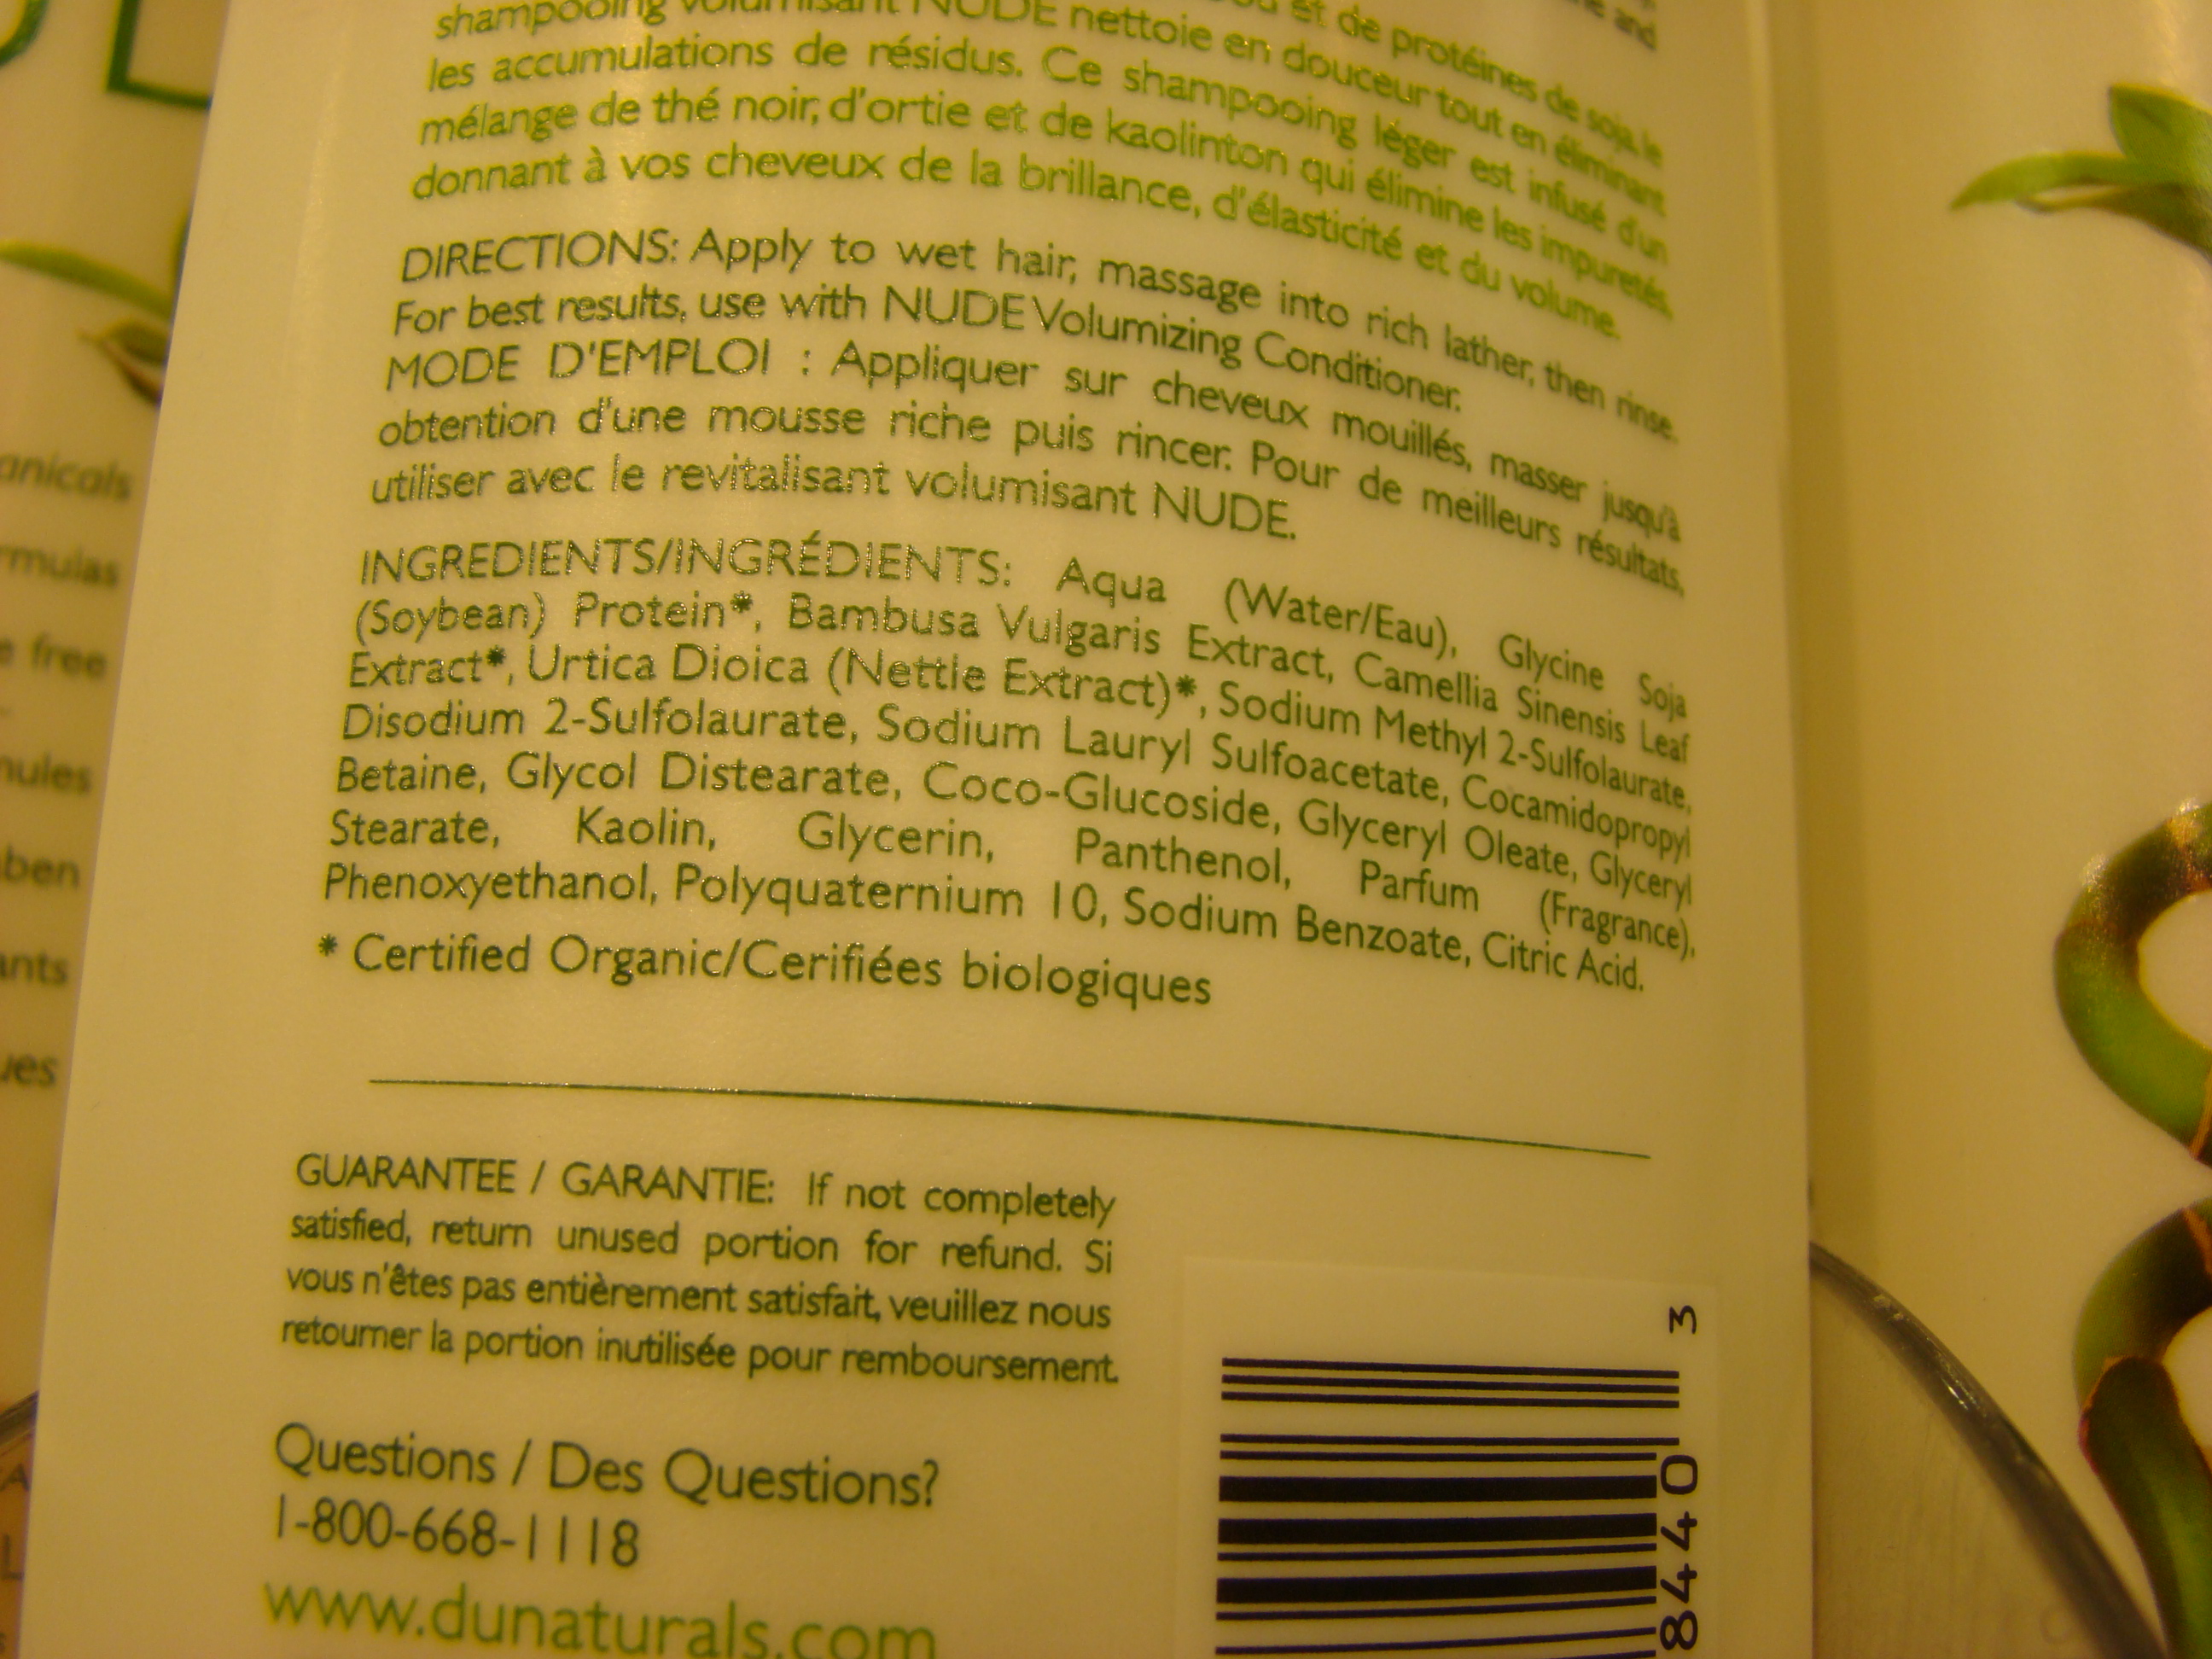 anicals
rmulas
e free
nules
ben
ants
ues
and
et de protéines de soja, le
shampooing volumisant NUDE nettoie en douceur tout en éliminant
les accumulations de résidus. Ce shampooing léger est infusé d'un
mélange de thé noir, d'ortie et de kaolinton qui élimine les impuretés,
donnant à vos cheveux de la brillance, d'élasticité et du volume.
DIRECTIONS: Apply to wet hair, massage into rich lather, then rinse.
For best results, use with NUDE Volumizing Conditioner.
MODE D'EMPLOI : Appliquer sur cheveux mouillés, masser jusqu'à
obtention d'une mousse riche puis rincer. Pour de meilleurs résultats,
utiliser avec le revitalisant volumisant NUDE.
INGREDIENTS/INGRÉDIENTS: Aqua (Water/Eau), Glycine Soja
(Soybean) Protein*, Bambusa Vulgaris Extract, Camellia Sinensis Leaf
Extract*, Urtica Dioica (Nettle Extract)*, Sodium Methyl 2-Sulfolaurate,
Disodium 2-Sulfolaurate, Sodium Lauryl Sulfoacetate, Cocamidopropyl
Betaine, Glycol Distearate, Coco-Glucoside, Glyceryl Oleate, Glyceryl
Stearate, Kaolin, Glycerin, Panthenol, Parfum (Fragrance),
Phenoxyethanol, Polyquaternium 10, Sodium Benzoate, Citric Acid.
* Certified Organic/Cerifiées biologiques
GUARANTEE / GARANTIE: If not completely
satisfied, return unused portion for refund. Si
vous n'êtes pas entièrement satisfait, veuillez nous
retourner la portion inutilisée pour remboursement.
Questions / Des Questions?
1-800-668-1118
www.dunaturals.com
8440 3